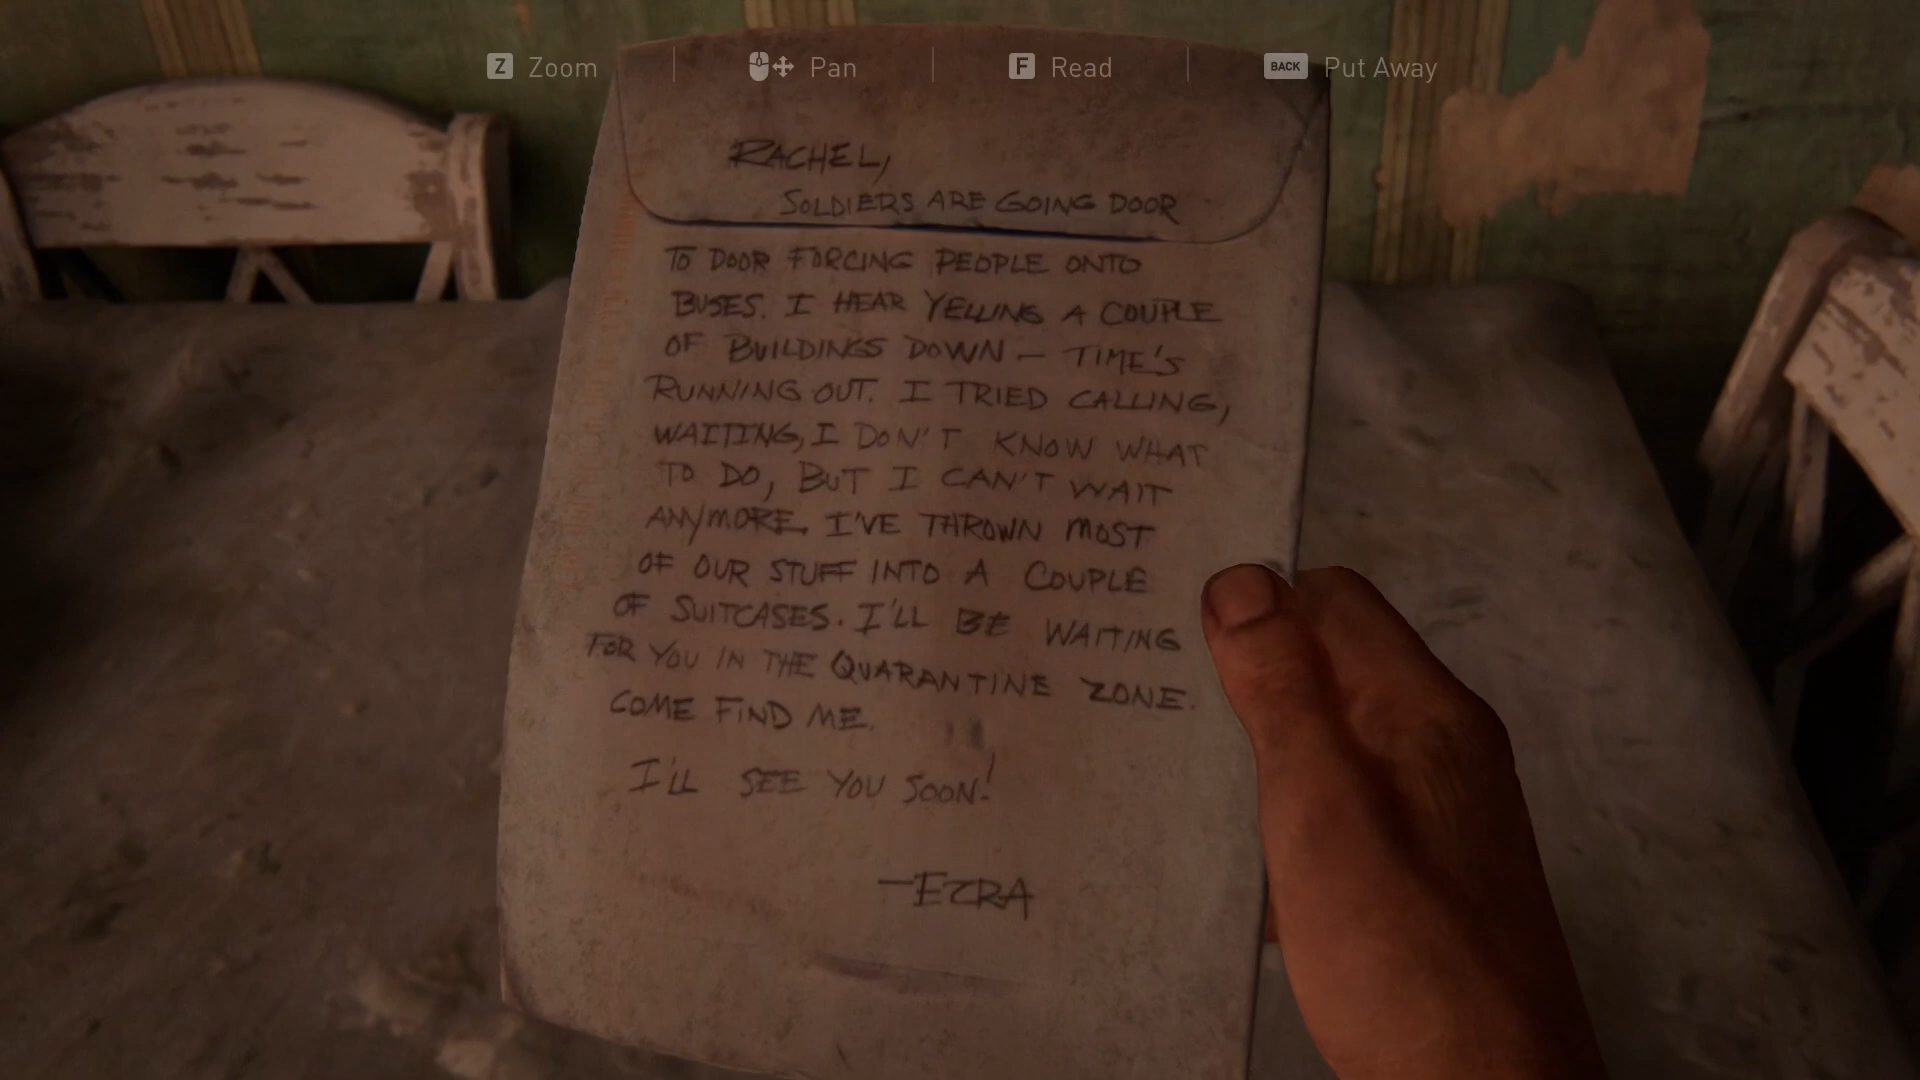 Z Zoom
Pan
F Read
BACK Put Away
RACHEL,
SOLDIERS ARE GOING DOOR
TO DOOR FORCING PEOPLE ONTO
BUSES. I HEAR YELLING A COUPLE
OF BUILDINGS DOWN — TIME'S
RUNNING OUT. I TRIED CALLING,
WAITING, I DON'T KNOW WHAT
TO DO, BUT I CAN'T WAIT
ANYMORE. I'VE THROWN MOST
OF OUR STUFF INTO A COUPLE
OF SUITCASES. I'LL BE WAITING
FOR YOU IN THE QUARANTINE ZONE.
COME FIND ME.
I'LL SEE YOU SOON!
—EZRA